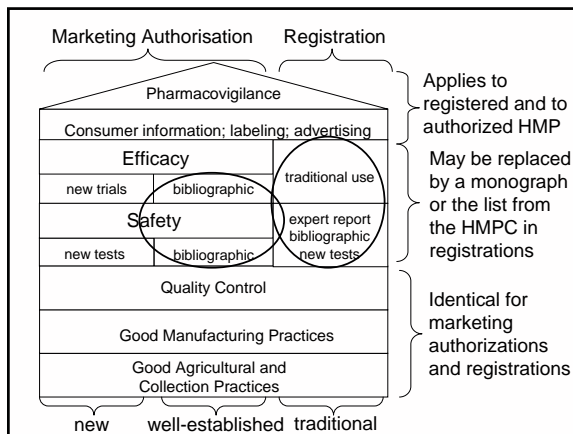 Marketing Authorisation Registration
Pharmacovigilance
Consumer information; labeling; advertising
Applies to
registered and to
authorized HMP
Efficacy
new trials bibliographic
traditional use
Safety
new tests bibliographic
expert report
bibliographic
new tests
May be replaced
by a monograph
or the list from
the HMPC in
registrations
Quality Control
Good Manufacturing Practices
Good Agricultural and
Collection Practices
Identical for
marketing
authorizations
and registrations
new well-established traditional